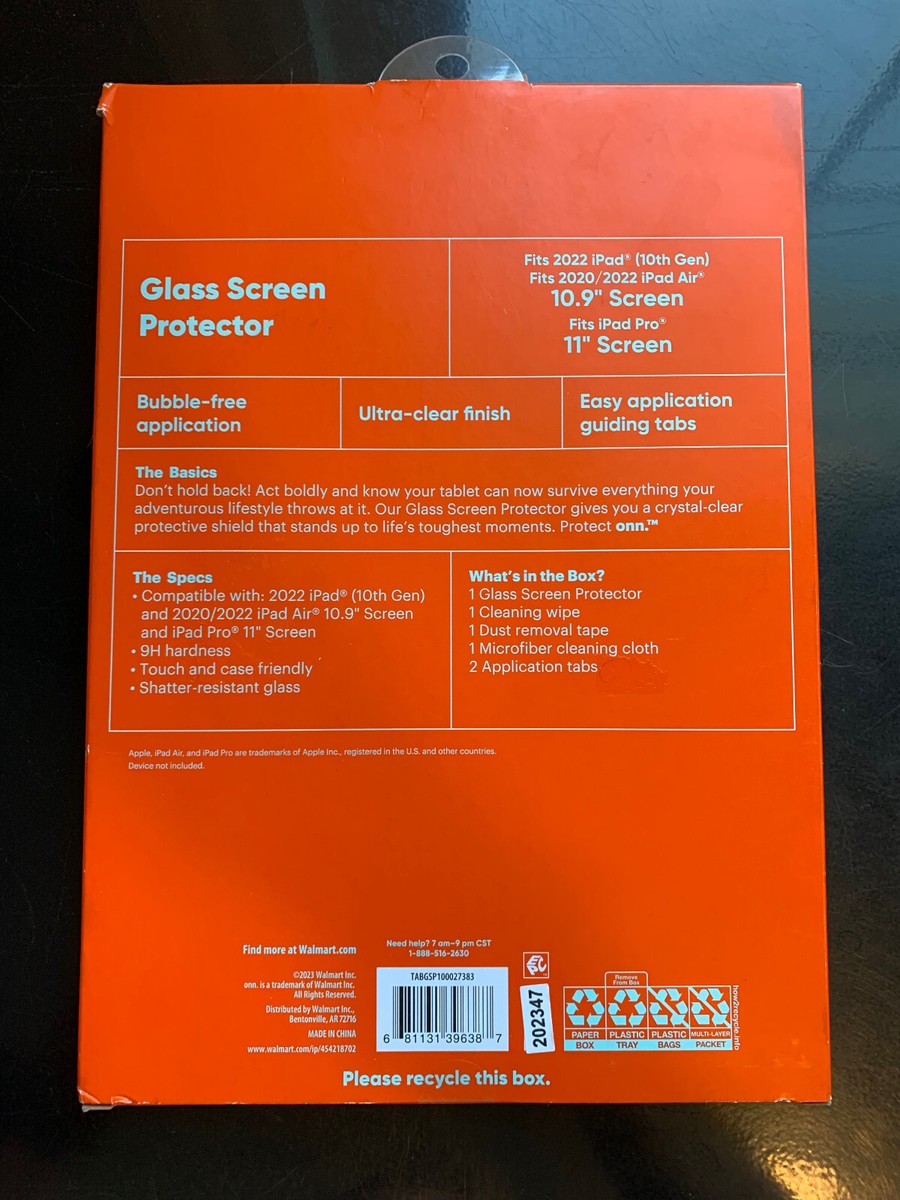 Glass Screen
Protector
Fits 2022 iPad® (10th Gen)
Fits 2020/2022 iPad Air®
10.9" Screen
Fits iPad Pro®
11" Screen
Bubble-free
application
Ultra-clear finish
Easy application
guiding tabs
The Basics
Don't hold back! Act boldly and know your tablet can now survive everything your
adventurous lifestyle throws at it. Our Glass Screen Protector gives you a crystal-clear
protective shield that stands up to life's toughest moments. Protect onn.™
The Specs
• Compatible with: 2022 iPad® (10th Gen)
and 2020/2022 iPad Air® 10.9" Screen
and iPad Pro® 11" Screen
• 9H hardness
• Touch and case friendly
• Shatter-resistant glass
What's in the Box?
1 Glass Screen Protector
1 Cleaning wipe
1 Dust removal tape
1 Microfiber cleaning cloth
2 Application tabs
Apple, iPad Air, and iPad Pro are trademarks of Apple Inc., registered in the U.S. and other countries.
Device not included.
Find more at Walmart.com
©2023 Walmart Inc.
onn. is a trademark of Walmart Inc.
All Rights Reserved.
Distributed by Walmart Inc.,
Bentonville, AR 72716
MADE IN CHINA
www.walmart.com/ip/454218702
Need help? 7 am–9 pm CST
1-888-516-2630
TABGSP100027383
6 81131 39638 7
202347
Remove
From Box
PAPER
BOX
PLASTIC
TRAY
PLASTIC
BAGS
MULTI-LAYER
PACKET
how2recycle.info
Please recycle this box.